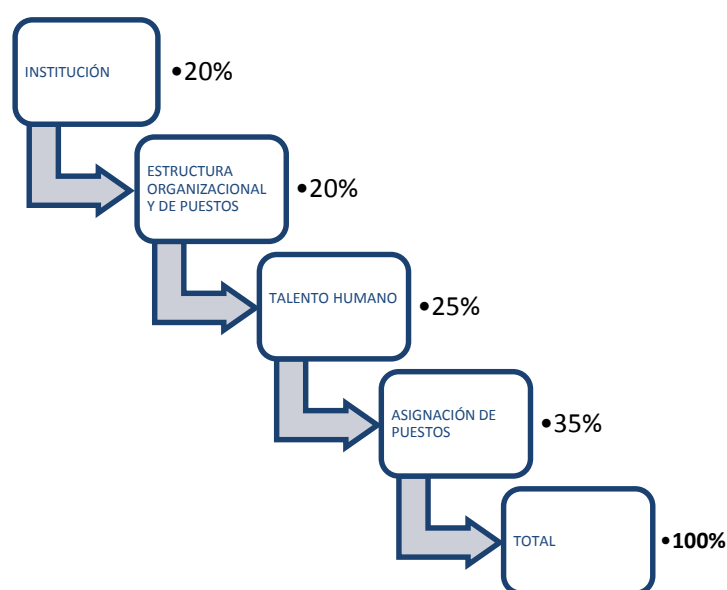 INSTITUCIÓN
•20%
ESTRUCTURA
ORGANIZACIONAL
Y DE PUESTOS
•20%
TALENTO HUMANO
•25%
ASIGNACIÓN DE
PUESTOS
•35%
TOTAL
•100%